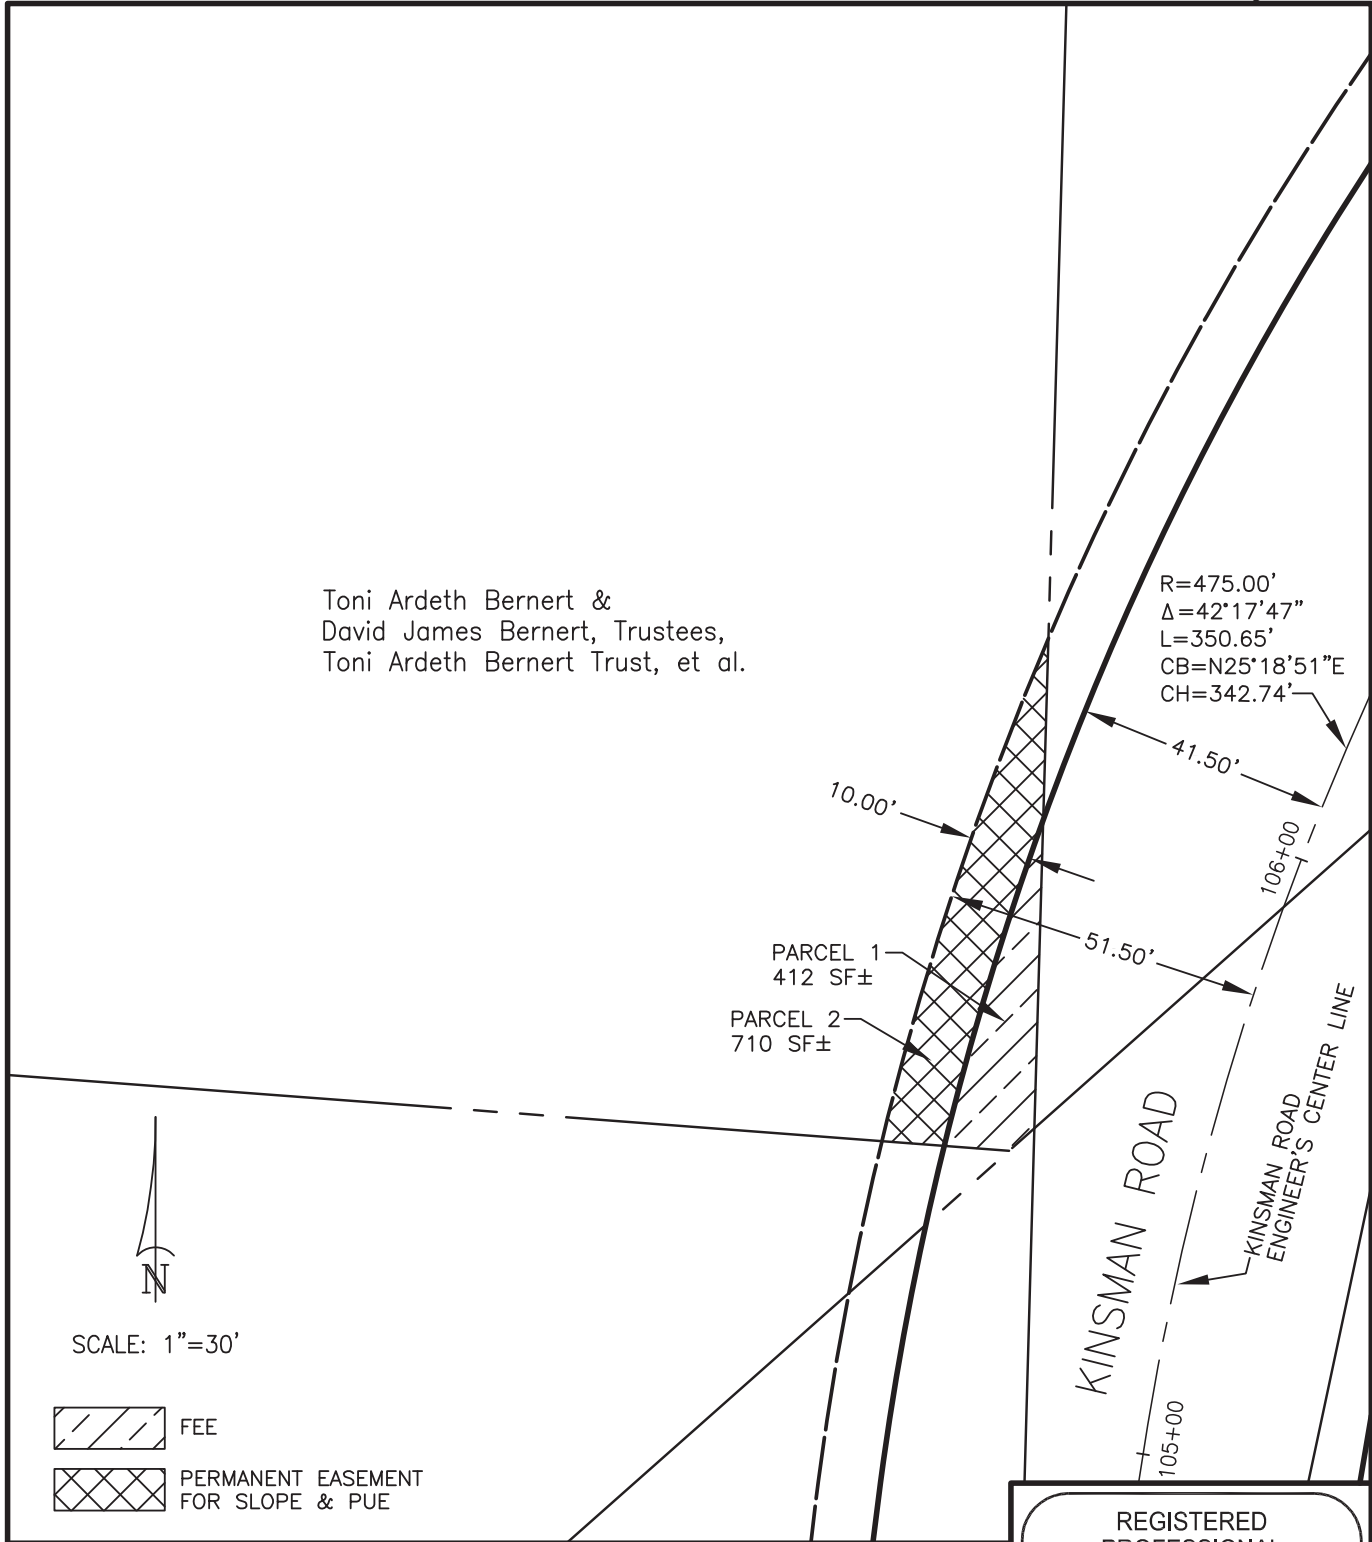 Toni Ardeth Bernert &
David James Bernert, Trustees,
Toni Ardeth Bernert Trust, et al.
R=475.00'
Δ=42°17'47"
L=350.65'
CB=N25°18'51"E
CH=342.74'
41.50'
10.00'
106+00
51.50'
PARCEL 1
412 SF±
PARCEL 2
710 SF±
KINSMAN ROAD
KINSMAN ROAD
ENGINEER'S CENTER LINE
N
SCALE: 1"=30'
105+00
FEE
PERMANENT EASEMENT
FOR SLOPE & PUE
REGISTERED
PROFESSIONAL